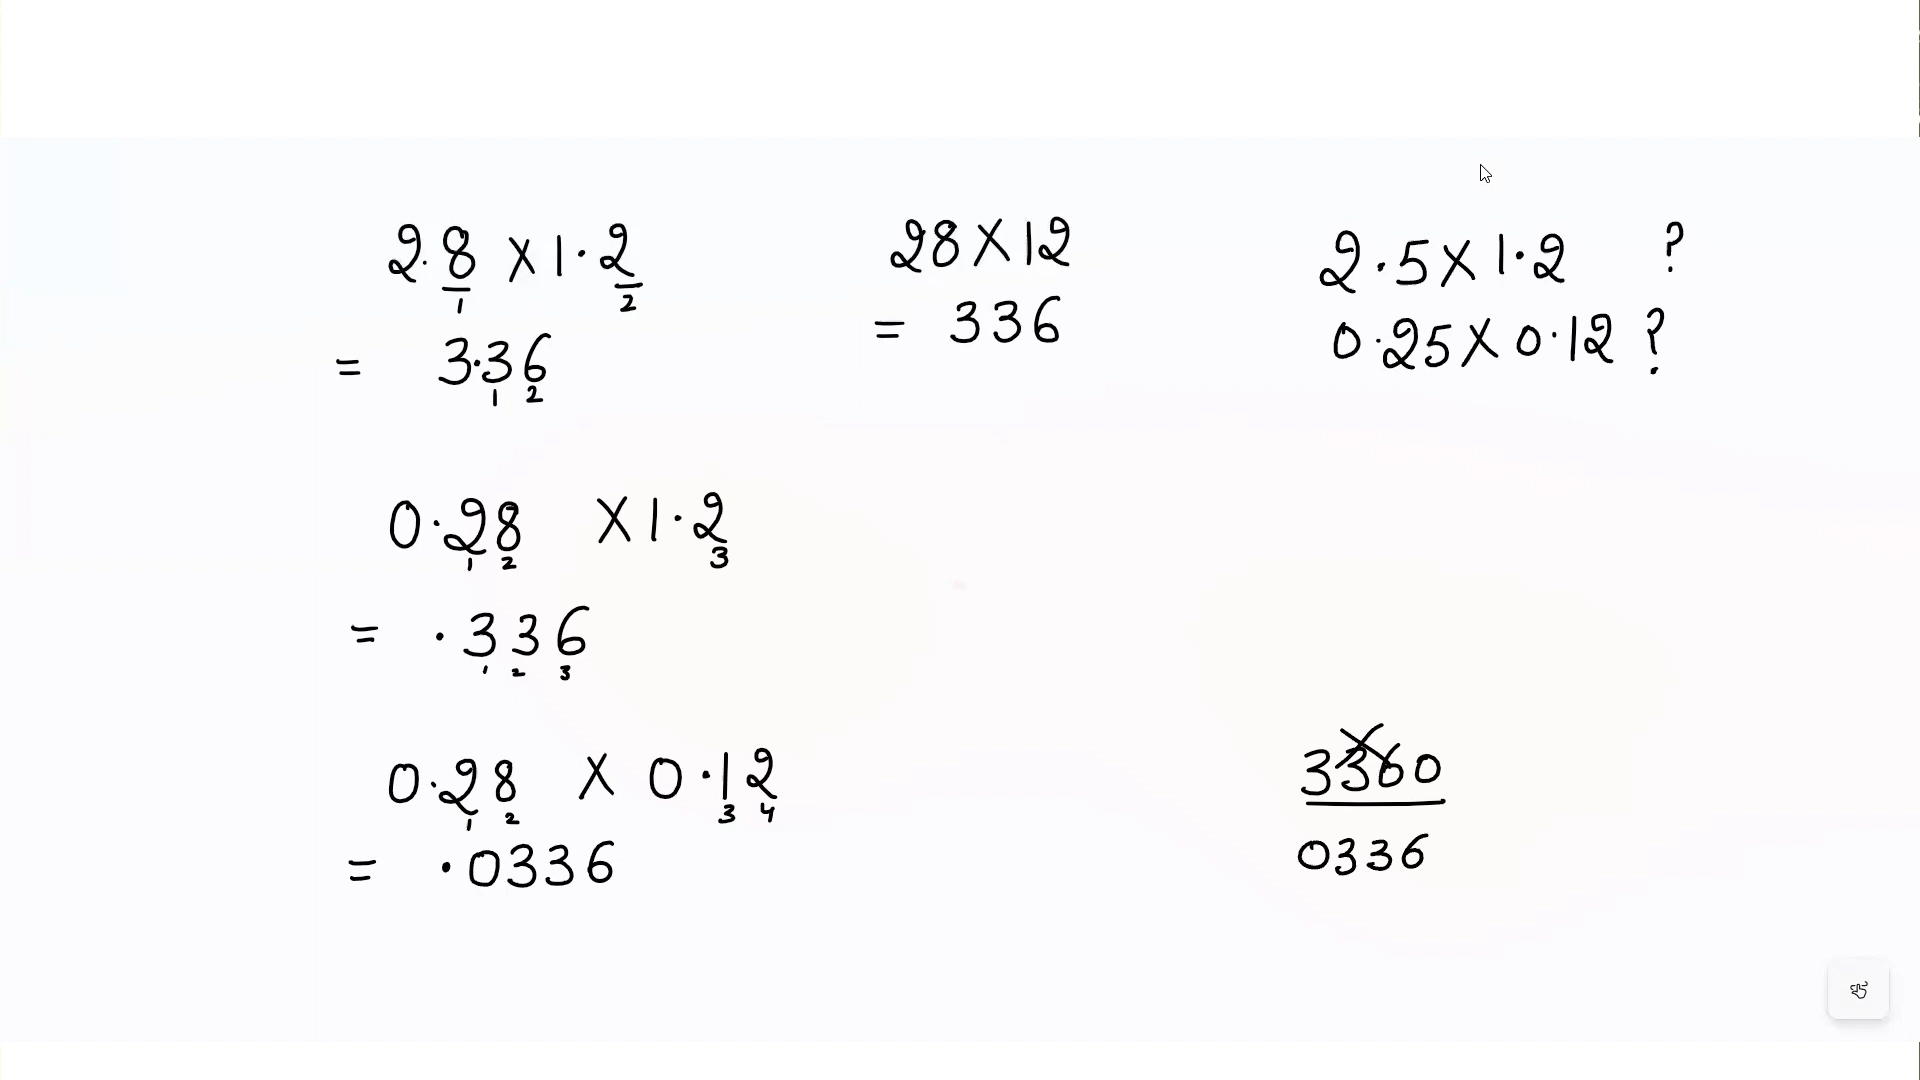 2.8 X 1.2
1 2
= 3.36
1 2
0.28 X 1.2
1 2 3
= .336
1 2 3
0.28 X 0.12
1 2 3 4
= .0336
28 X 12
= 336
2.5 X 1.2 ?
0.25 X 0.12 ?
3360
0336